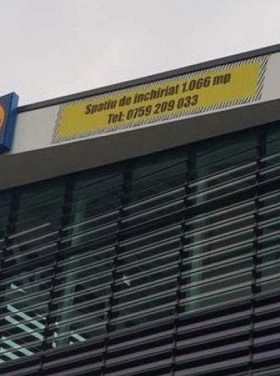 Spatiu de inchiriat 1.066 mp
Tel: 0759 209 033